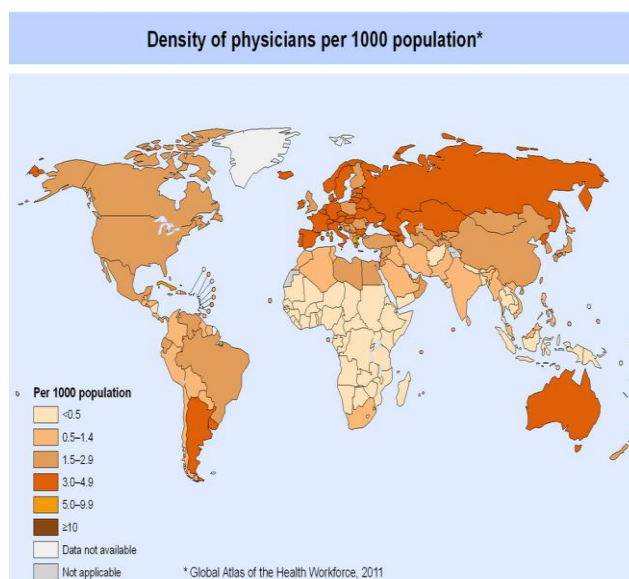 Density of physicians per 1000 population*
Per 1000 population
<0.5
0.5–1.4
1.5–2.9
3.0–4.9
5.0–9.9
≥10
Data not available
Not applicable
* Global Atlas of the Health Workforce, 2011